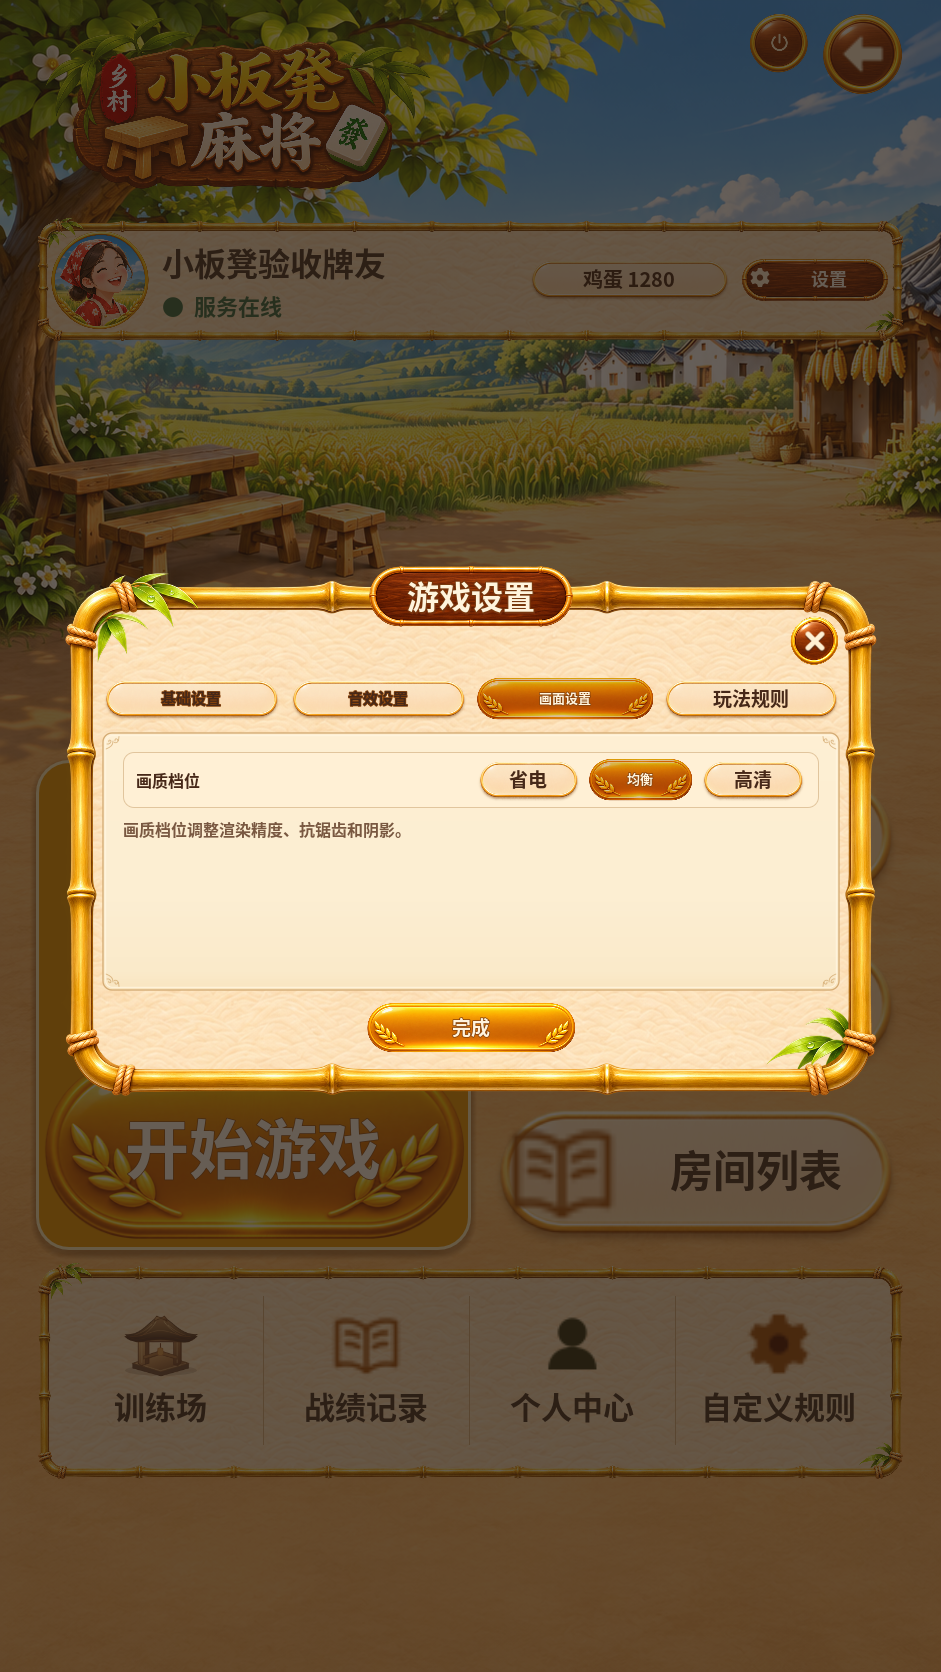 乡村
小板凳
麻将
發
小板凳验收牌友
服务在线
鸡蛋 1280
设置
游戏设置
基础设置
音效设置
画面设置
玩法规则
画质档位
省电
均衡
高清
画质档位调整渲染精度、抗锯齿和阴影。
完成
开始游戏
房间列表
训练场
战绩记录
个人中心
自定义规则